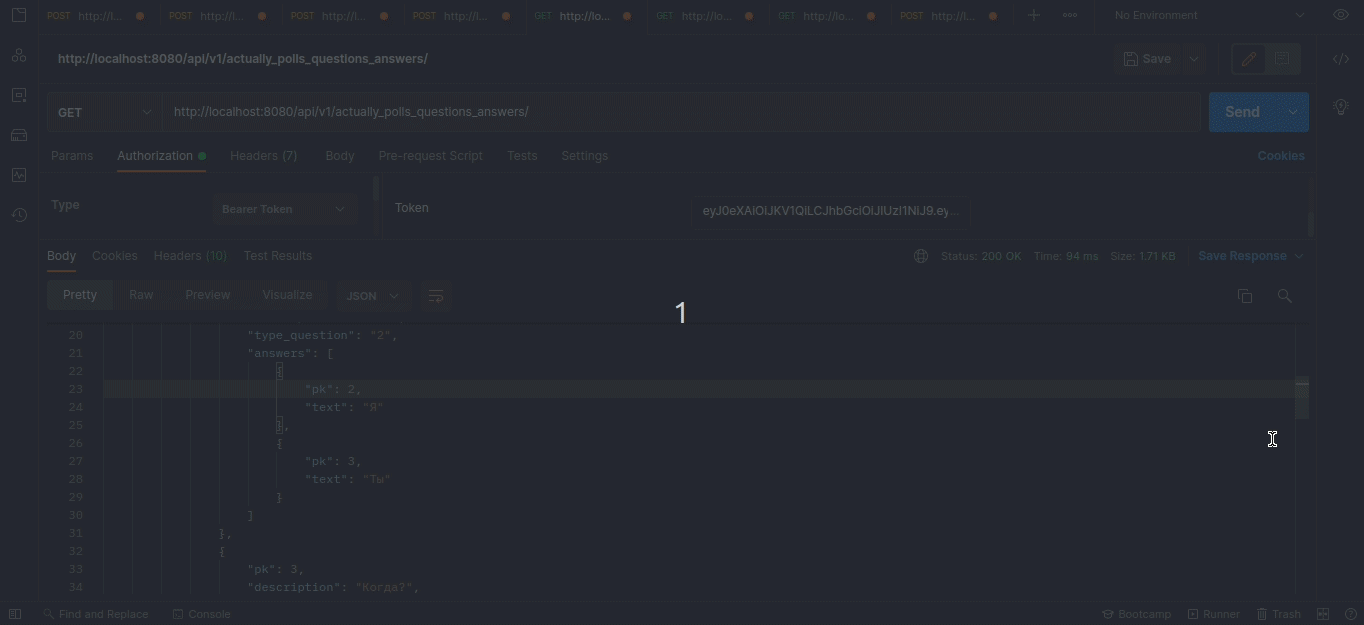 POST http://l... POST http://l... POST http://l... POST http://l... GET http://lo... GET http://lo... GET http://lo... POST http://l... No Environment
http://localhost:8080/api/v1/actually_polls_questions_answers/ Save
GET http://localhost:8080/api/v1/actually_polls_questions_answers/ Send
Params Authorization Headers (7) Body Pre-request Script Tests Settings Cookies
Type Bearer Token Token eyJ0eXAiOiJKV1QiLCJhbGciOiJIUzI1NiJ9.ey...
Body Cookies Headers (10) Test Results Status: 200 OK Time: 94 ms Size: 1.71 KB Save Response
Pretty Raw Preview Visualize JSON
1
20 "type_question": "2",
21 "answers": [
22 {
23 "pk": 2,
24 "text": "Я"
25 },
26 {
27 "pk": 3,
28 "text": "Ты"
29 }
30 ]
31 },
32 {
33 "pk": 3,
34 "description": "Когда?",
Find and Replace Console Bootcamp Runner Trash